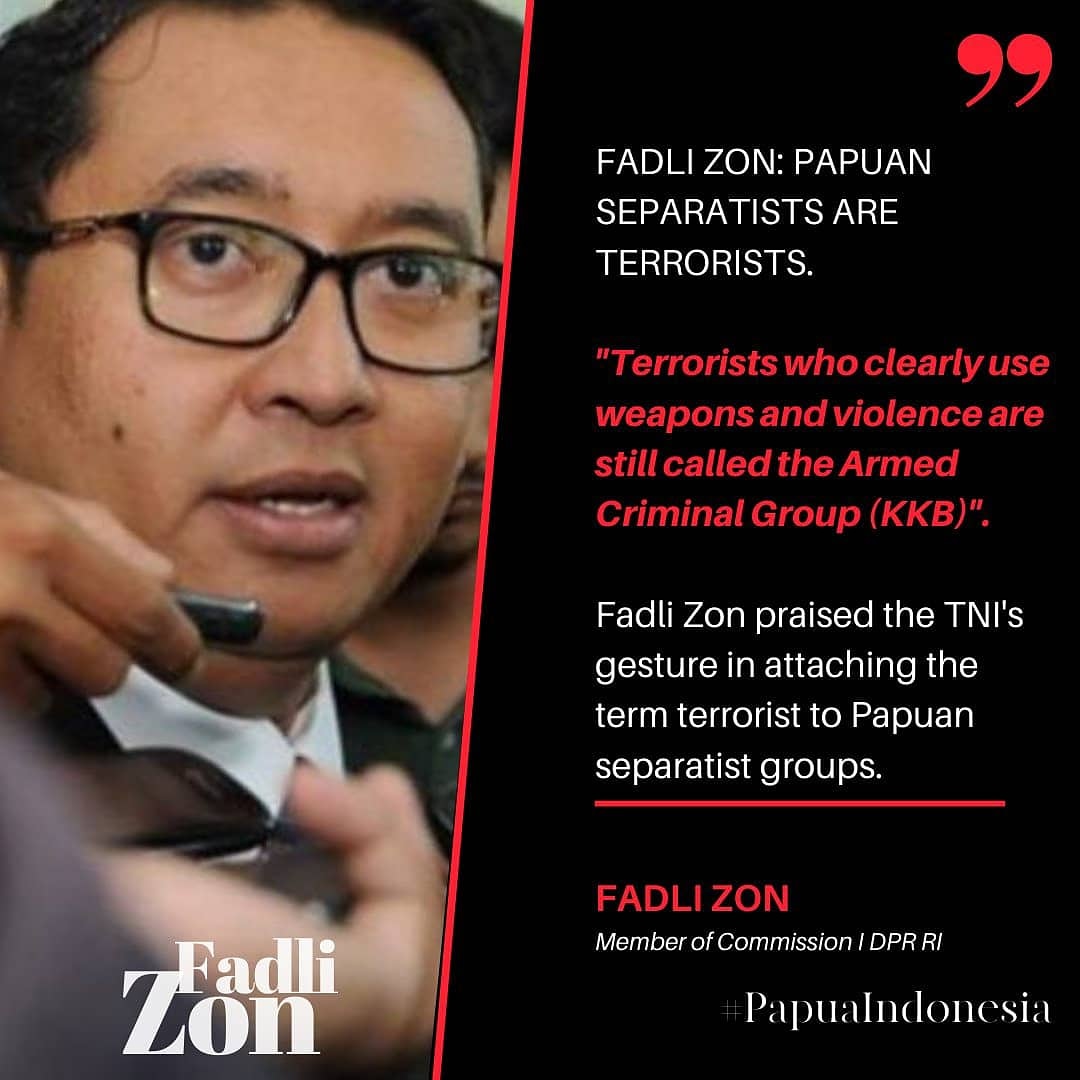 ”
FADLI ZON: PAPUAN
SEPARATISTS ARE
TERRORISTS.
"Terrorists who clearly use
weapons and violence are
still called the Armed
Criminal Group (KKB)".
Fadli Zon praised the TNI's
gesture in attaching the
term terrorist to Papuan
separatist groups.
FADLI ZON
Member of Commission I DPR RI
#PapuaIndonesia
Fadli
Zon